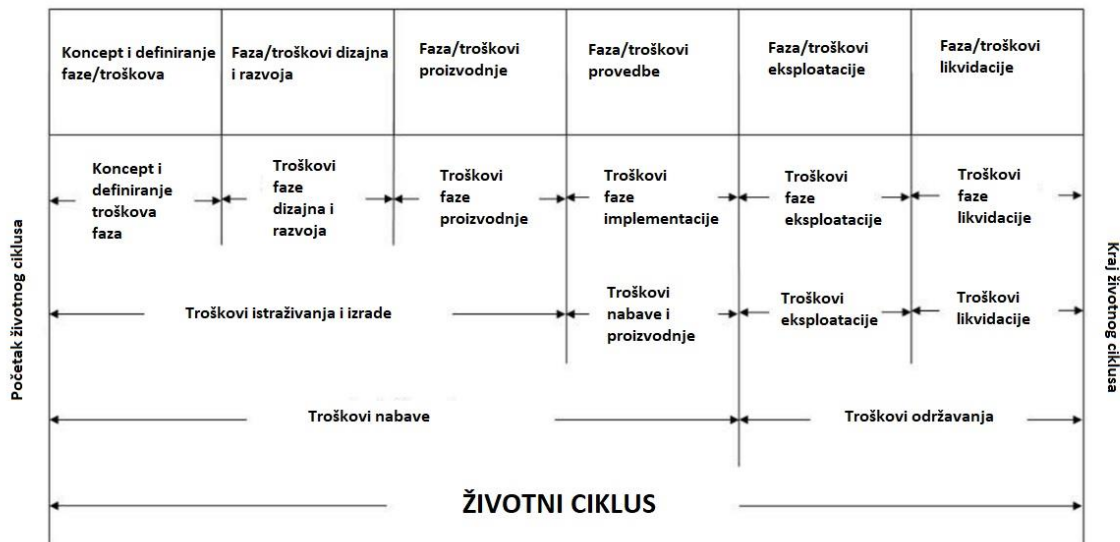 Koncept i definiranje
faze/troškova
Faza/troškovi dizajna
i razvoja
Faza/troškovi
proizvodnje
Faza/troškovi
provedbe
Faza/troškovi
eksploatacije
Faza/troškovi
likvidacije
Koncept i
definiranje
troškova
faza
Troškovi
faze
dizajna i
razvoja
Troškovi
faze
proizvodnje
Troškovi
faze
implementacije
Troškovi
faze
eksploatacije
Troškovi
faze
likvidacije
Početak životnog ciklusa
Kraj životnog
ciklusa
Troškovi istraživanja i izrade
Troškovi
nabave i
proizvodnje
Troškovi
eksploatacije
Troškovi
likvidacije
Troškovi nabave
Troškovi održavanja
ŽIVOTNI CIKLUS